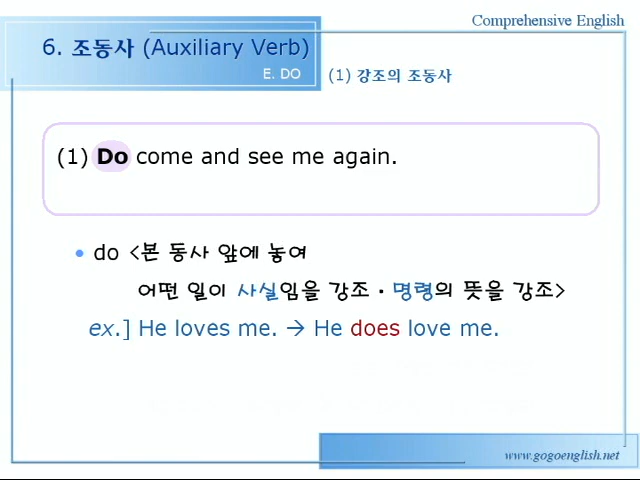 Comprehensive English
6. 조동사 (Auxiliary Verb)
E. DO
(1) 강조의 조동사
(1) Do come and see me again.
• do <본 동사 앞에 놓여
어떤 일이 사실임을 강조·명령의 뜻을 강조>
ex.] He loves me. → He does love me.
www.gogoenglish.net